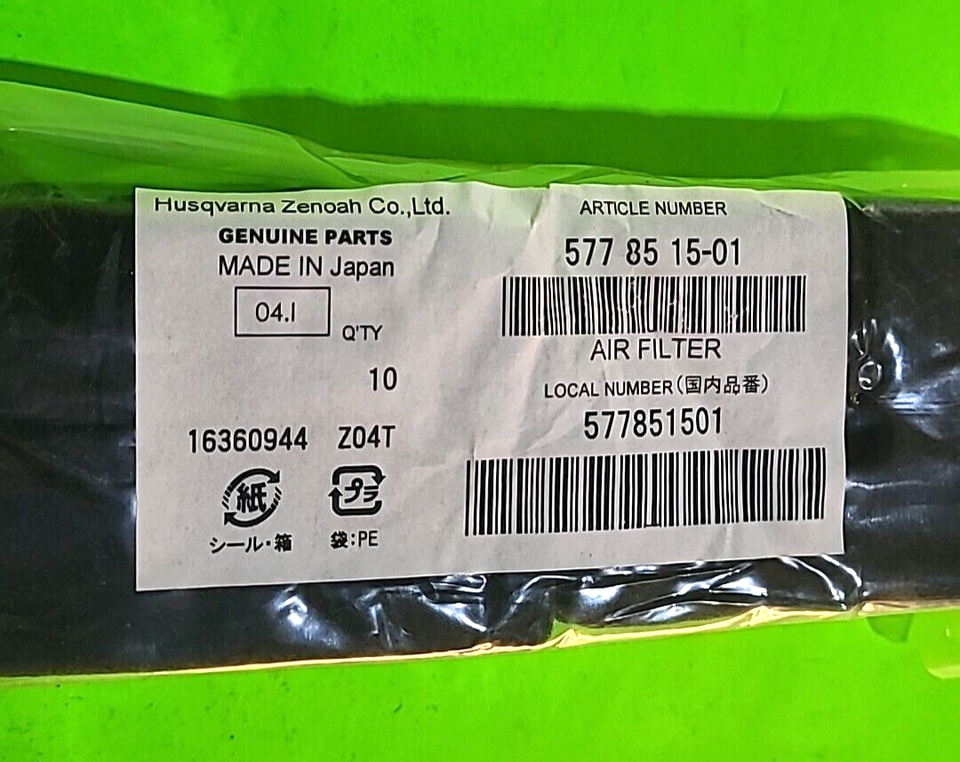 Husqvarna Zenoah Co.,Ltd.
GENUINE PARTS
MADE IN Japan
04.I
Q'TY
10
16360944 Z04T
紙
プラ
シール・箱
袋:PE
ARTICLE NUMBER
577 85 15-01
AIR FILTER
LOCAL NUMBER(国内品番)
577851501